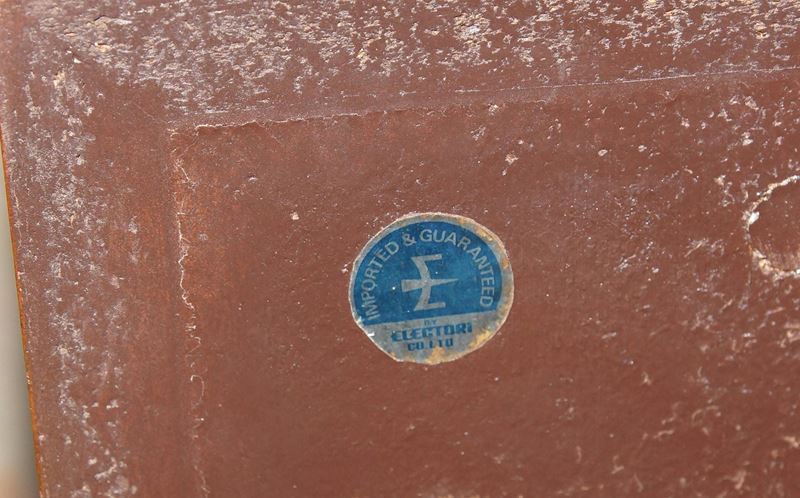 IMPORTED & GUARANTEED
BY
ELECTORI
CO.LTD